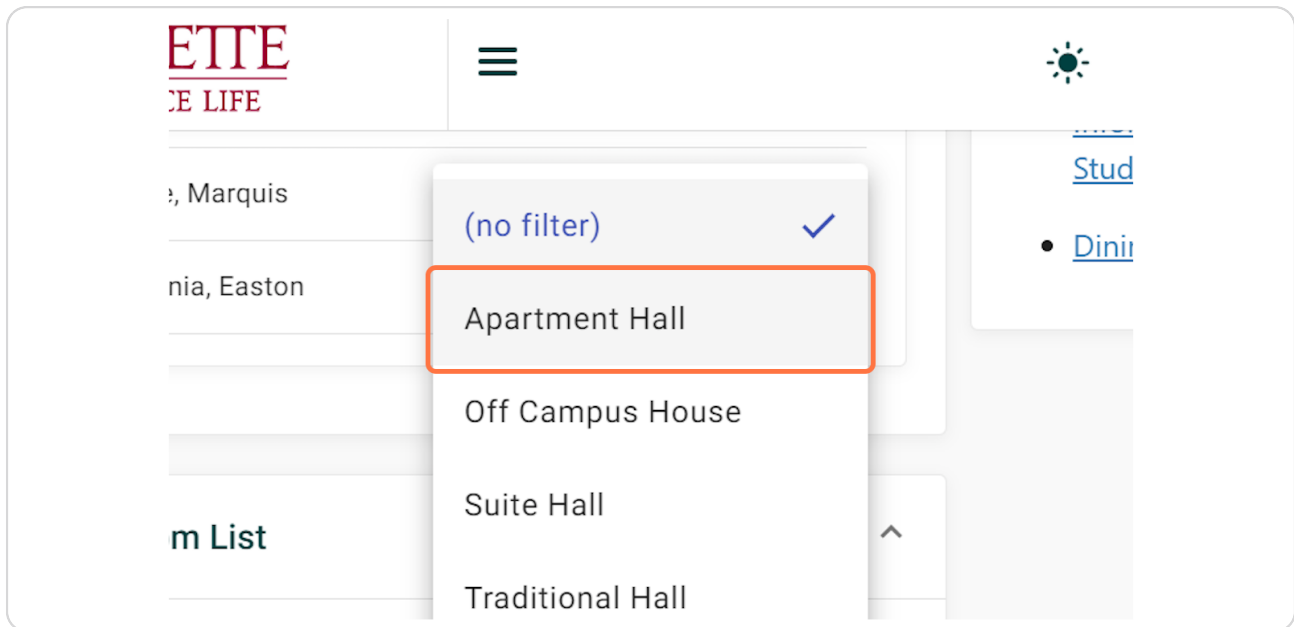 ETTE
CE LIFE
Stud
e, Marquis
(no filter)
Dinin
nia, Easton
Apartment Hall
Off Campus House
Suite Hall
m List
Traditional Hall